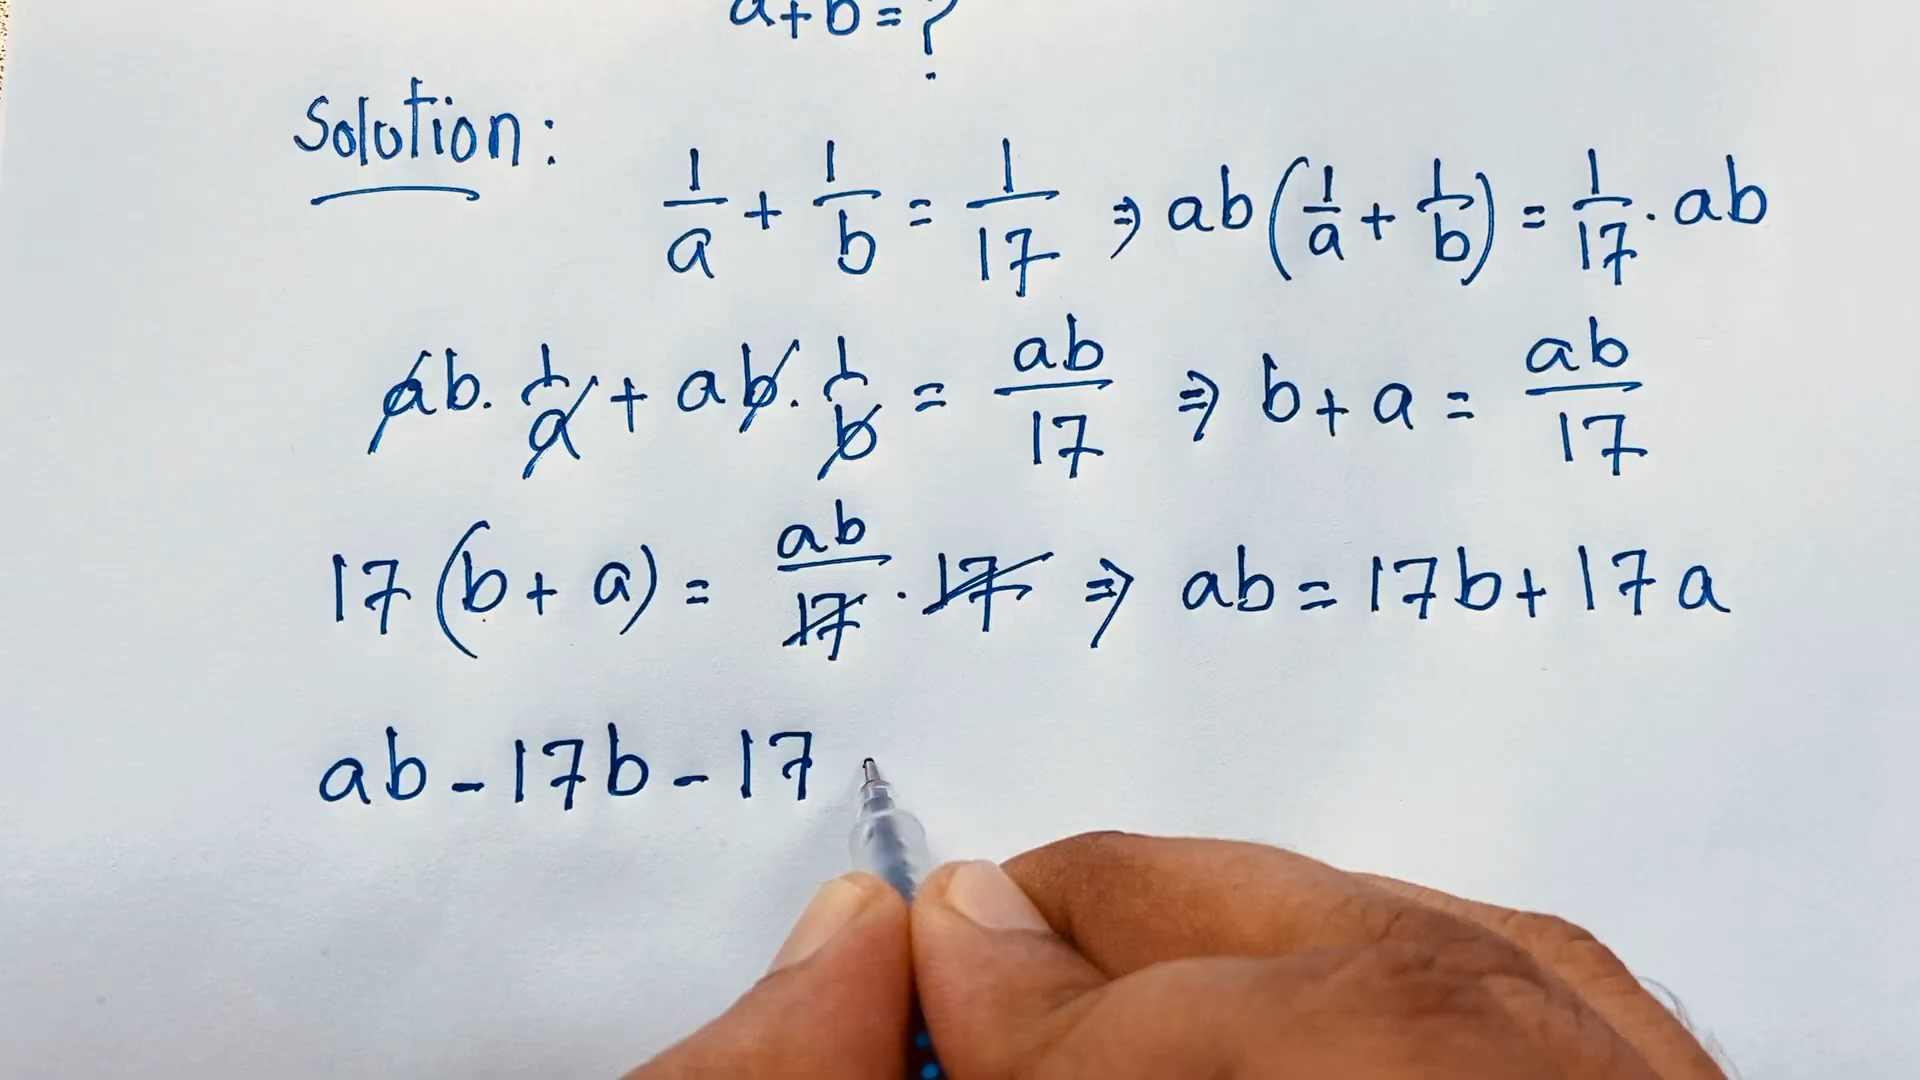 a+b=?
Solution:
1/a + 1/b = 1/17 ⇒ ab(1/a + 1/b) = 1/17 · ab
ab · 1/a + ab · 1/b = ab/17 ⇒ b + a = ab/17
17(b + a) = ab/17 · 17 ⇒ ab = 17b + 17a
ab - 17b - 17